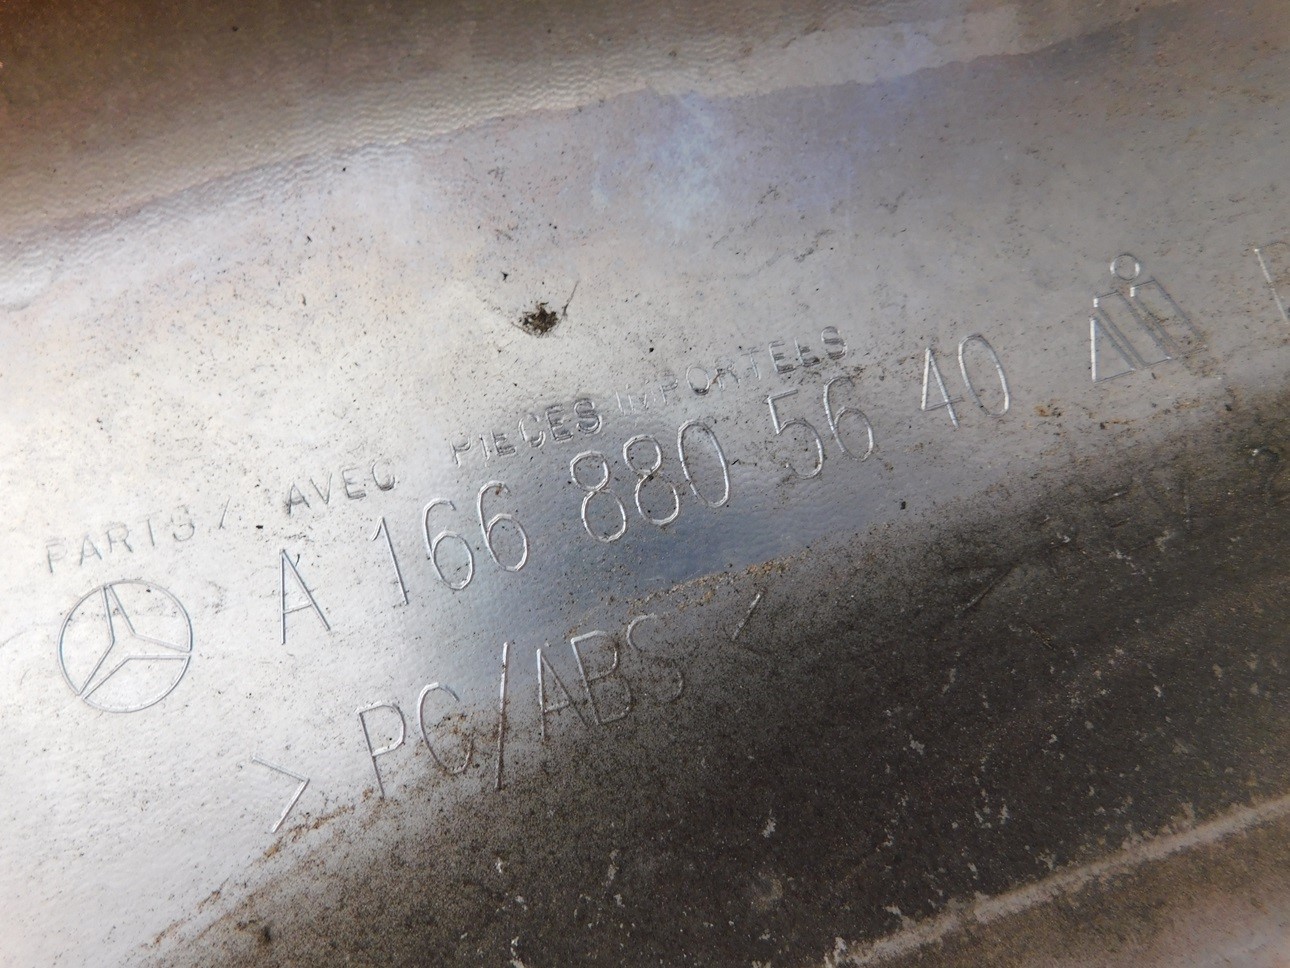 PARTS / AVEC PIECES IMPORTEES
A 166 880 56 40
>PC/ABS<